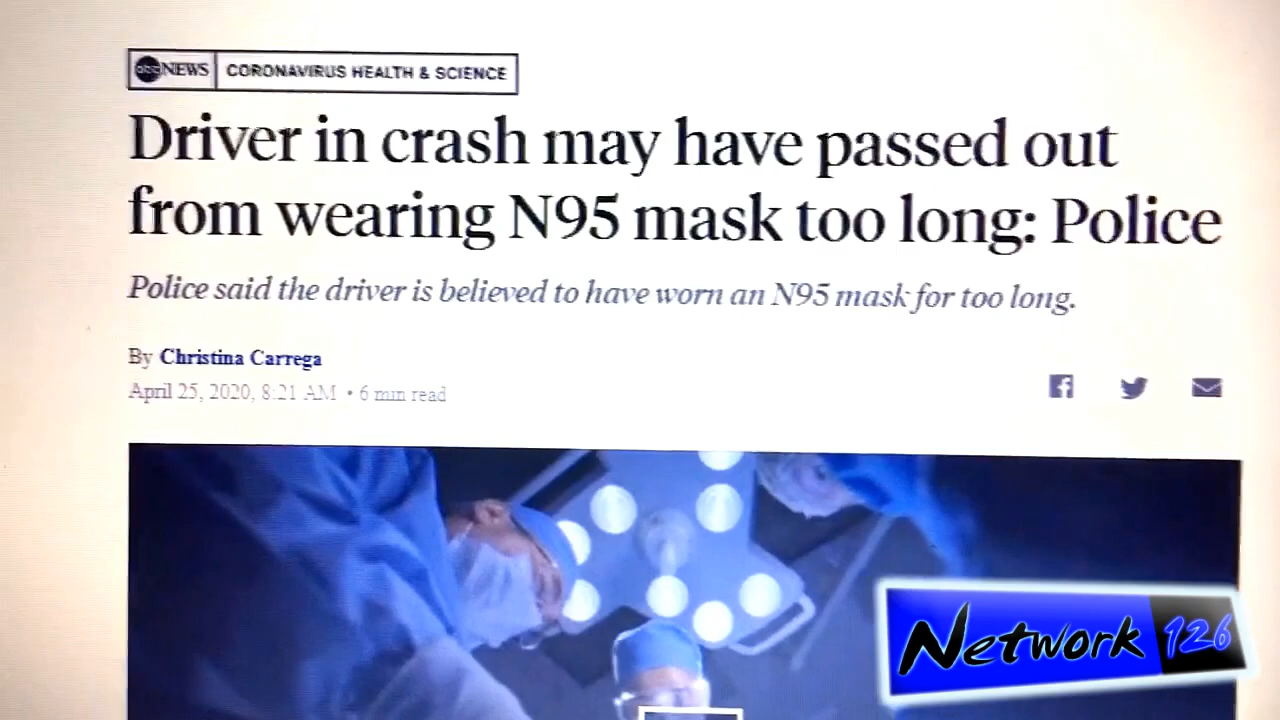 abc NEWS CORONAVIRUS HEALTH & SCIENCE
Driver in crash may have passed out
from wearing N95 mask too long: Police
Police said the driver is believed to have worn an N95 mask for too long.
By Christina Carrega
April 25, 2020, 8:21 AM • 6 min read
Network 126